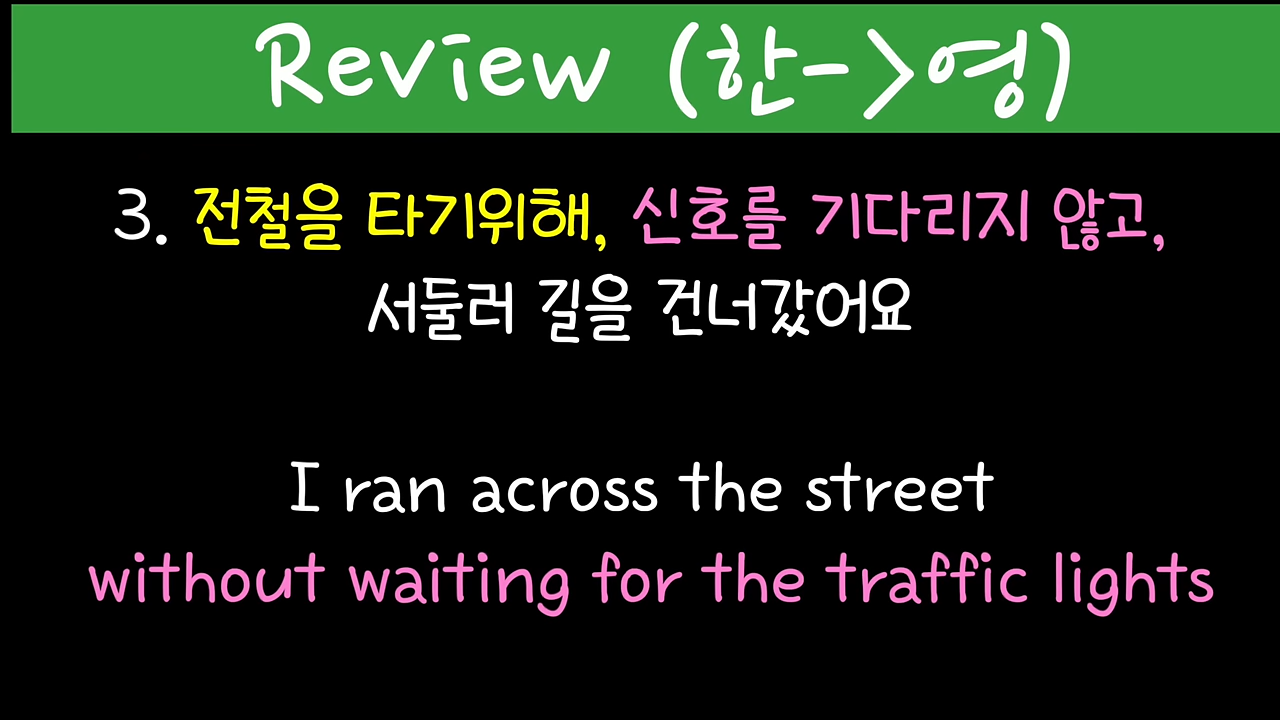 Review (한->영)
3. 전철을 타기위해, 신호를 기다리지 않고,
서둘러 길을 건너갔어요
I ran across the street
without waiting for the traffic lights